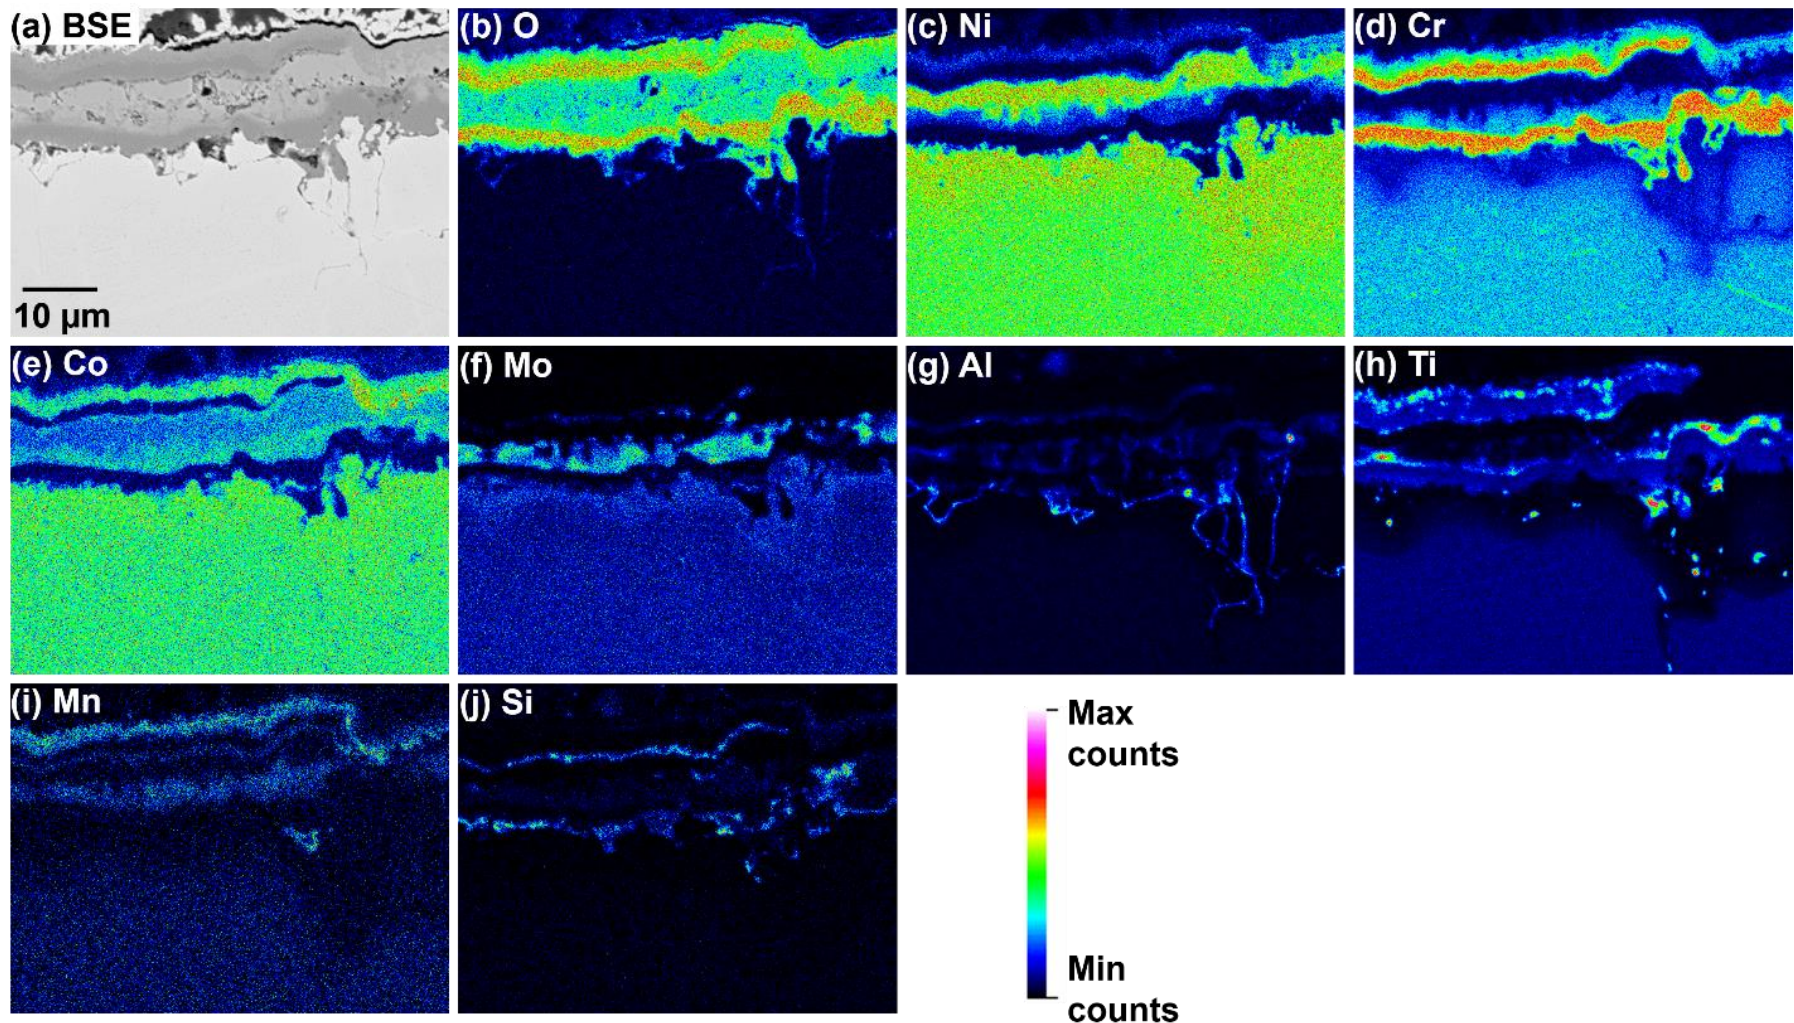 (a) BSE
(b) O
(c) Ni
(d) Cr
10 µm
(e) Co
(f) Mo
(g) Al
(h) Ti
(i) Mn
(j) Si
Max
counts
Min
counts